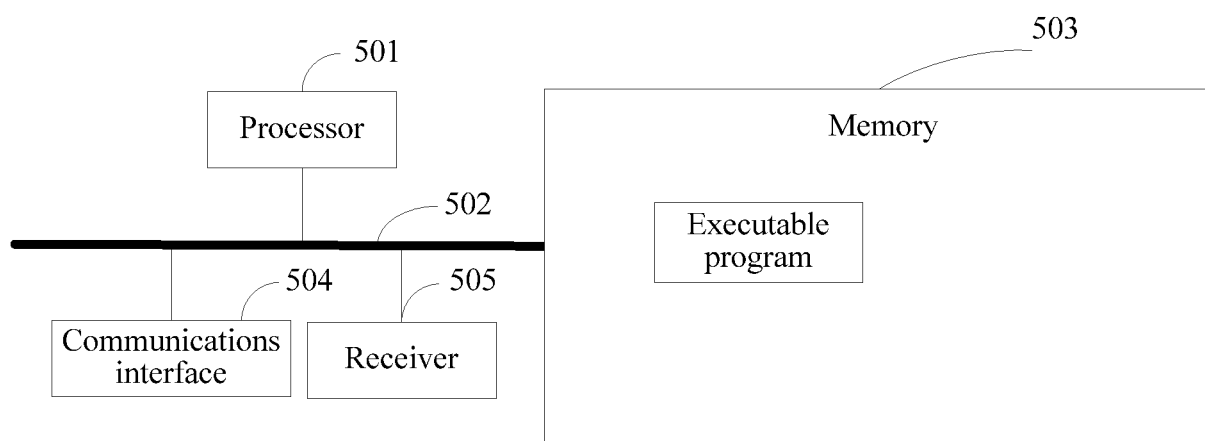 503
501
Processor
Memory
502
Executable
program
504
505
Communications
interface
Receiver